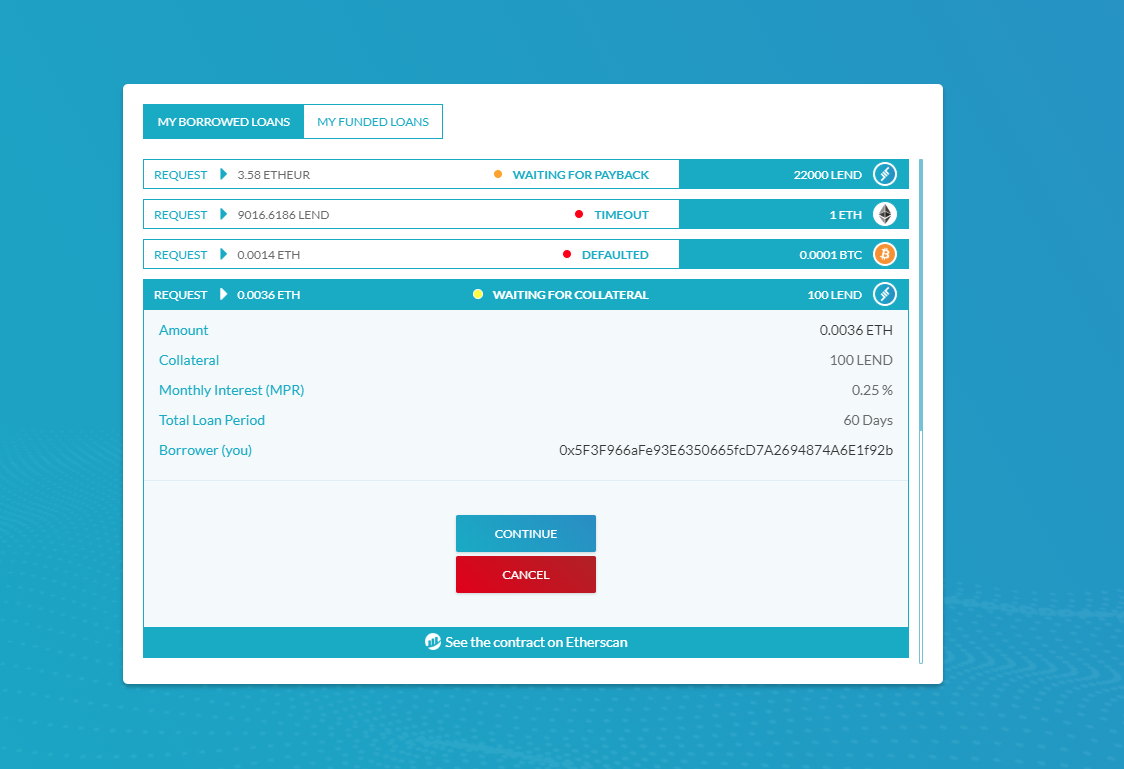 MY BORROWED LOANS MY FUNDED LOANS
REQUEST 3.58 ETHEUR WAITING FOR PAYBACK 22000 LEND
REQUEST 9016.6186 LEND TIMEOUT 1 ETH
REQUEST 0.0014 ETH DEFAULTED 0.0001 BTC
REQUEST 0.0036 ETH WAITING FOR COLLATERAL 100 LEND
Amount 0.0036 ETH
Collateral 100 LEND
Monthly Interest (MPR) 0.25 %
Total Loan Period 60 Days
Borrower (you) 0x5F3F966aFe93E6350665fcD7A2694874A6E1f92b
CONTINUE
CANCEL
See the contract on Etherscan